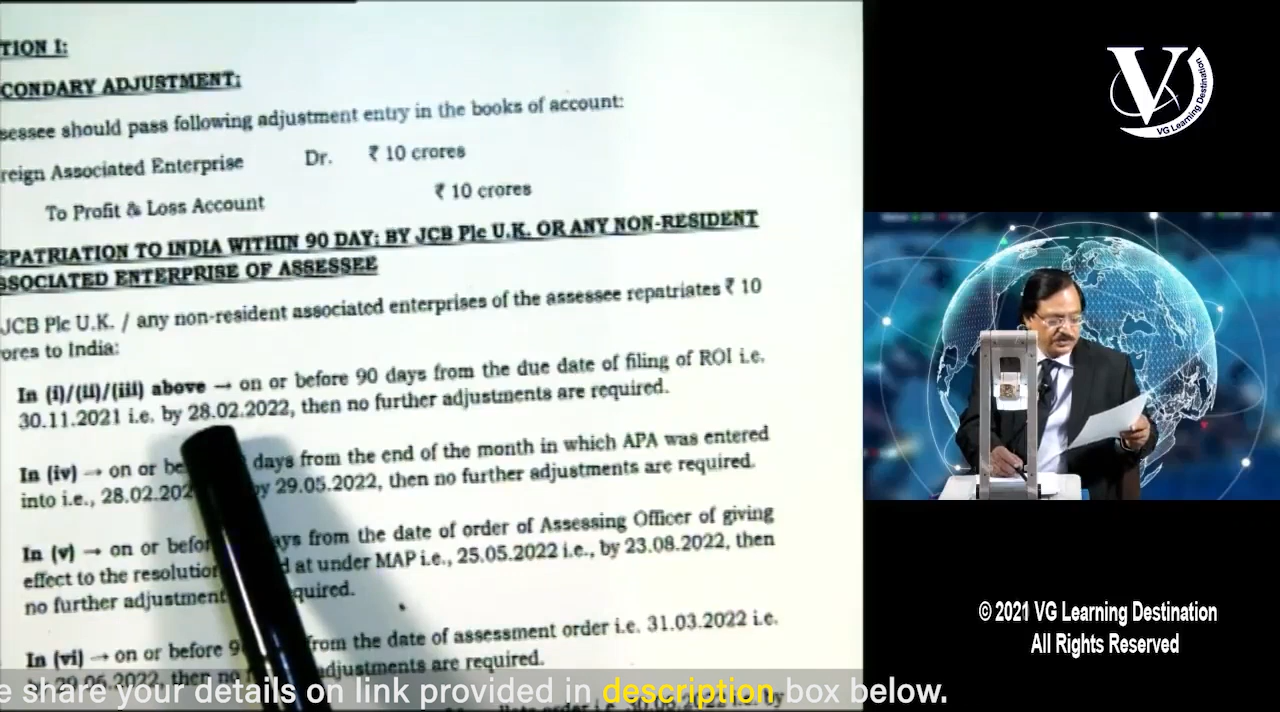 TION I:
CONDARY ADJUSTMENT:
sessee should pass following adjustment entry in the books of account:
reign Associated Enterprise Dr. ₹ 10 crores
To Profit & Loss Account ₹ 10 crores
EPATRIATION TO INDIA WITHIN 90 DAY: BY JCB Plc U.K. OR ANY NON-RESIDENT
SSOCIATED ENTERPRISE OF ASSESSEE
JCB Plc U.K. / any non-resident associated enterprises of the assessee repatriates ₹ 10
ores to India:
In (i)/(ii)/(iii) above → on or before 90 days from the due date of filing of ROI i.e.
30.11.2021 i.e. by 28.02.2022, then no further adjustments are required.
In (iv) → on or be days from the end of the month in which APA was entered
into i.e., 28.02.202 by 29.05.2022, then no further adjustments are required.
In (v) → on or befor ays from the date of order of Assessing Officer of giving
effect to the resolution d at under MAP i.e., 25.05.2022 i.e., by 23.08.2022, then
no further adjustment quired.
In (vi) → on or before 9 from the date of assessment order i.e. 31.03.2022 i.e.
29.06.2022, then no adjustments are required.
e share your details on link provided in description box below.
V
VG Learning Destination
© 2021 VG Learning Destination
All Rights Reserved